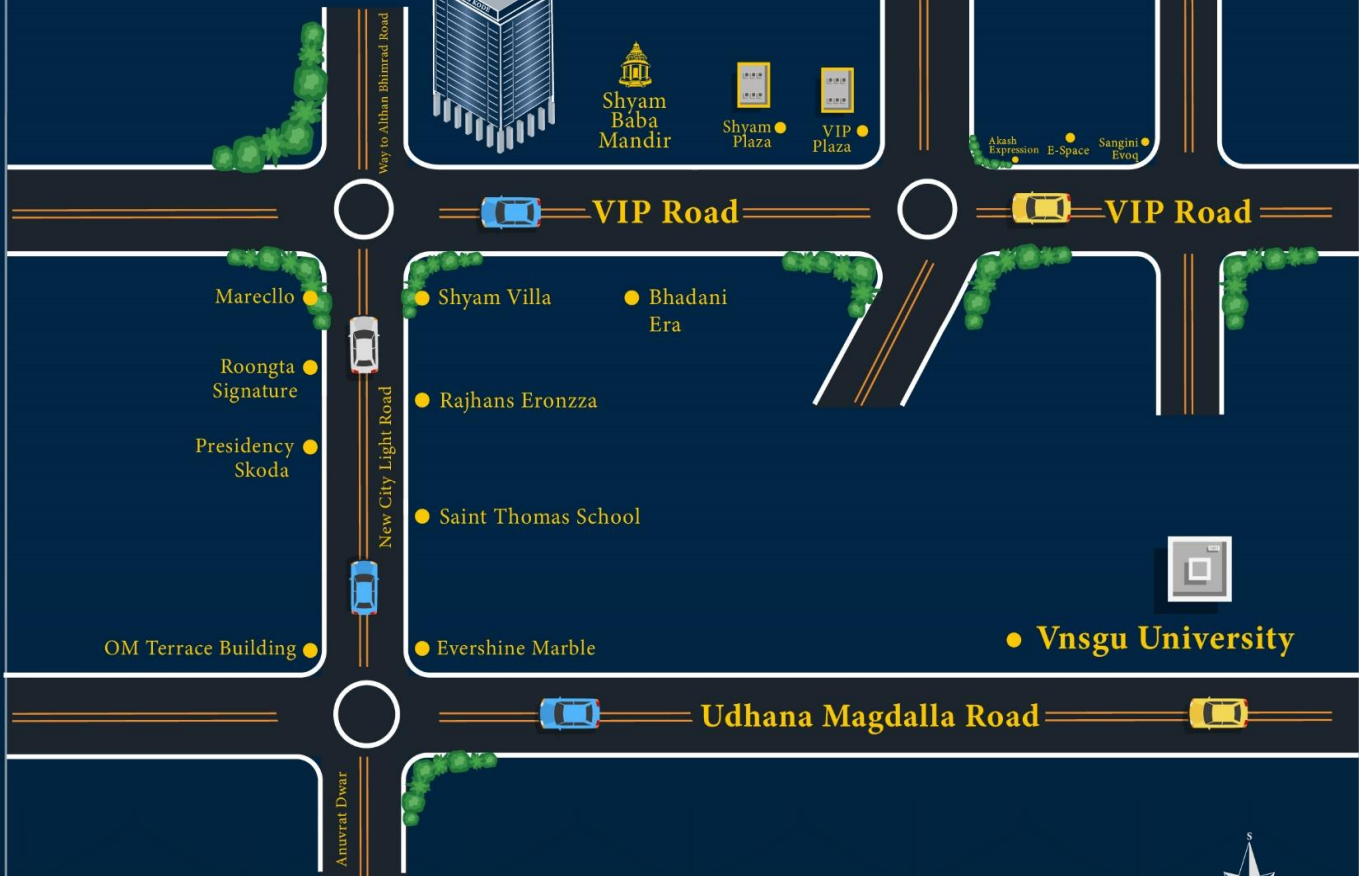 Way to Althan Bhimrad Road
Shyam
Baba
Mandir
Shyam
Plaza
VIP
Plaza
Akash
Expression
E-Space
Sangini
Evoq
VIP Road
VIP Road
Marecllo
Shyam Villa
Bhadani
Era
Roongta
Signature
Rajhans Eronzza
Presidency
Skoda
New City Light Road
Saint Thomas School
OM Terrace Building
Evershine Marble
Vnsgu University
Udhana Magdalla Road
Anuvrat Dwar
S